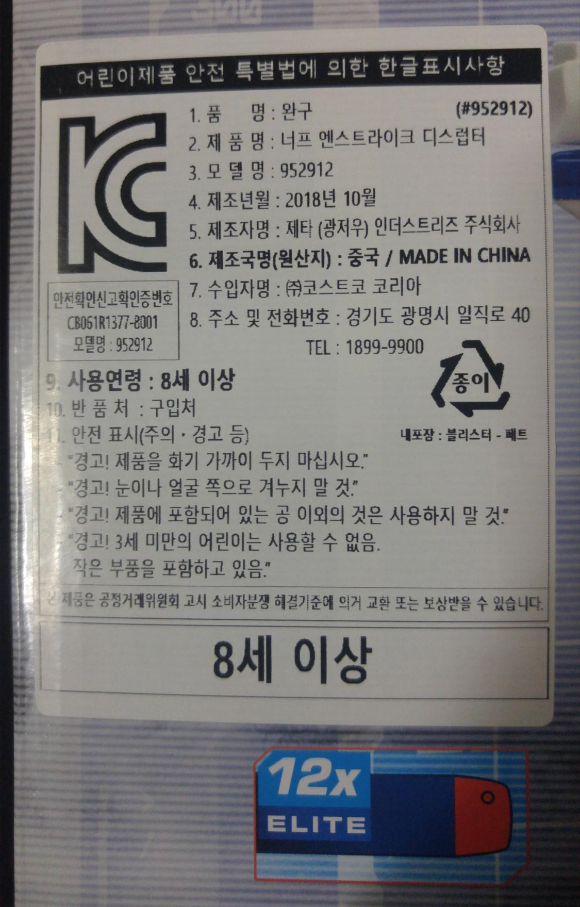 어린이제품 안전 특별법에 의한 한글표시사항
KC
1. 품 명 : 완구 (#952912)
2. 제 품 명 : 너프 엔스트라이크 디스럽터
3. 모 델 명 : 952912
4. 제조년월 : 2018년 10월
5. 제조자명 : 제타 (광저우) 인더스트리즈 주식회사
6. 제조국명(원산지) : 중국 / MADE IN CHINA
7. 수입자명 : ㈜코스트코 코리아
8. 주소 및 전화번호 : 경기도 광명시 일직로 40
TEL : 1899-9900
안전확인신고확인증번호
CB061R1377-8001
모델명 : 952912
종이
내포장 : 블리스터 - 페트
9. 사용연령 : 8세 이상
10. 반 품 처 : 구입처
11. 안전 표시(주의 · 경고 등)
- "경고! 제품을 화기 가까이 두지 마십시오."
- "경고! 눈이나 얼굴 쪽으로 겨누지 말 것."
- "경고! 제품에 포함되어 있는 공 이외의 것은 사용하지 말 것."
- "경고! 3세 미만의 어린이는 사용할 수 없음.
작은 부품을 포함하고 있음."
본 제품은 공정거래위원회 고시 소비자분쟁 해결기준에 의거 교환 또는 보상받을 수 있습니다.
8세 이상
12x
ELITE